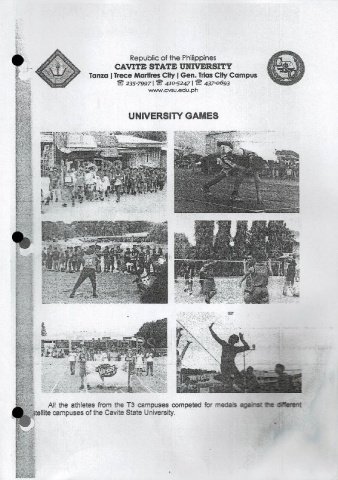 Republic of the Philippines
CAVITE STATE UNIVERSITY
Tanza | Trece Martires City | Gen. Trias City Campus
☎ 235-7997 | ☎ 410-5247 | ☎ 437-0693
www.cvsu.edu.ph
UNIVERSITY GAMES
All the athletes from the T3 campuses competed for medals against the different
tellite campuses of the Cavite State University.